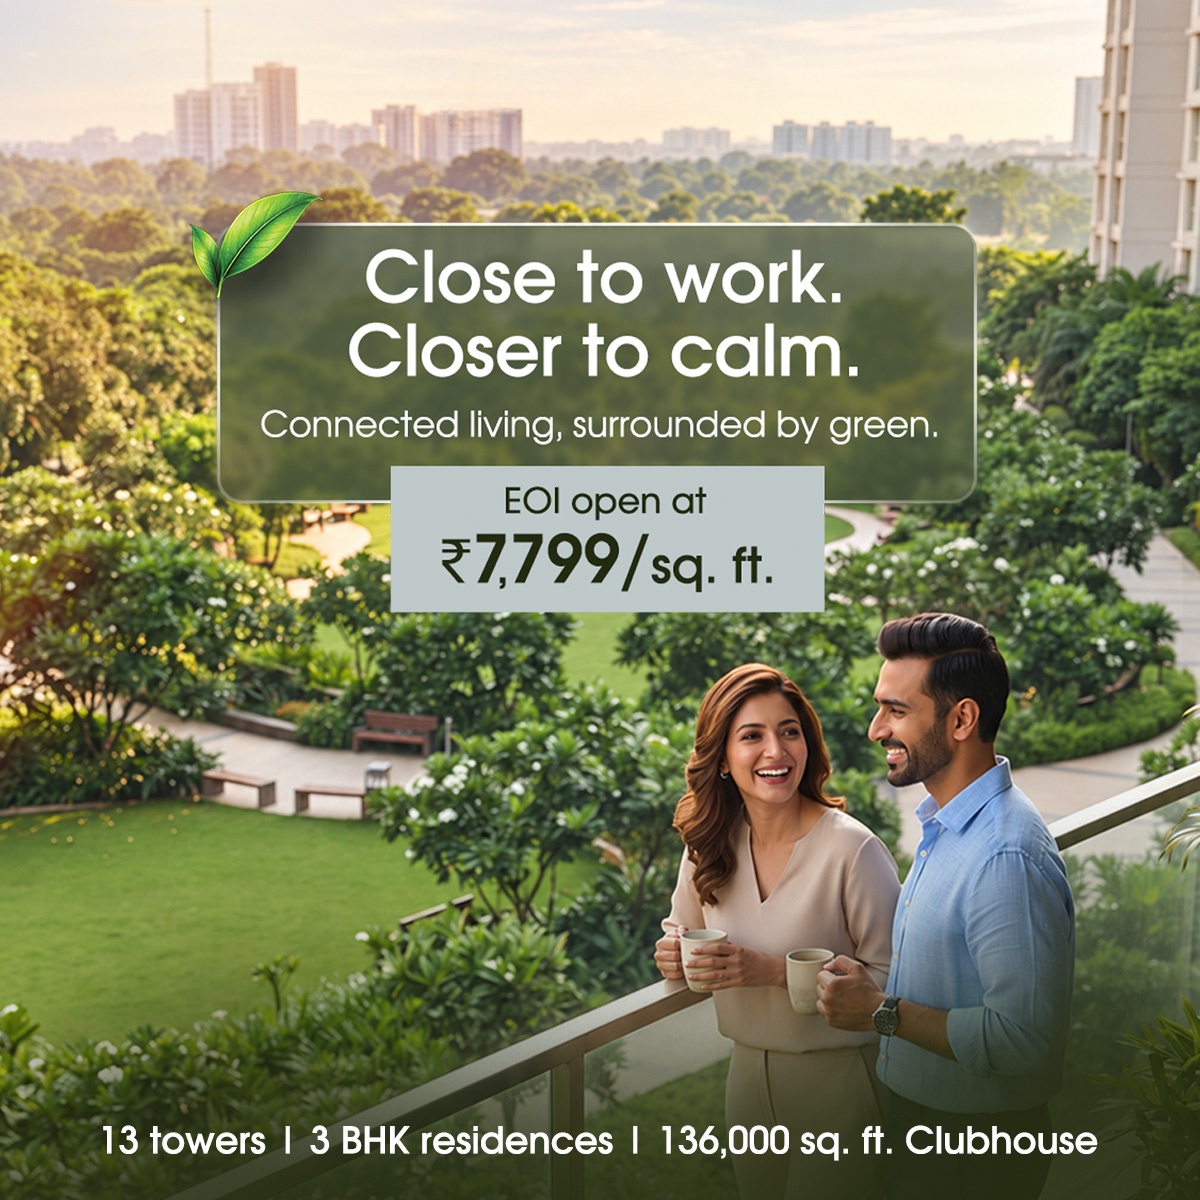 Close to work.
Closer to calm.
Connected living, surrounded by green.
EOI open at
₹7,799/sq. ft.
13 towers | 3 BHK residences | 136,000 sq. ft. Clubhouse